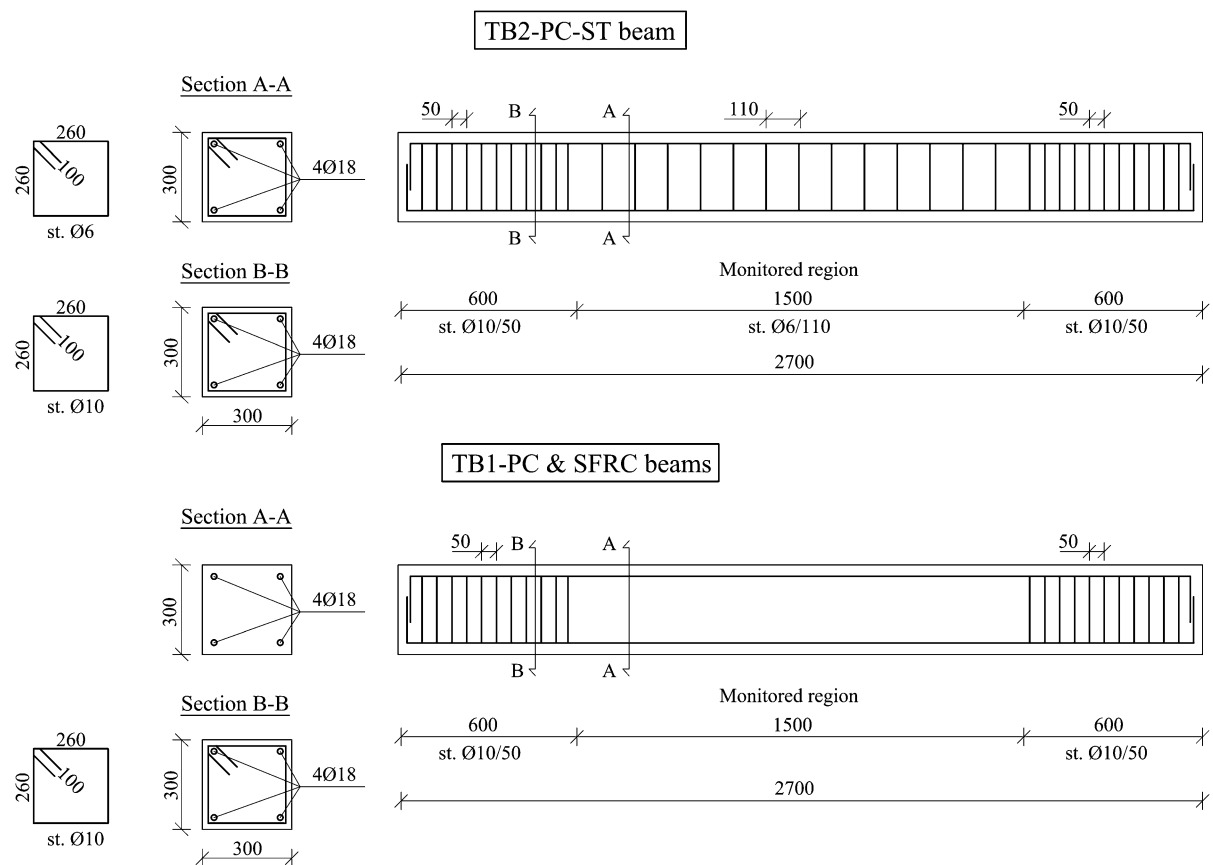 TB2-PC-ST beam
Section A-A
260
260
100
st. Ø6
300
4Ø18
50
B
A
110
50
B
A
Section B-B
260
260
100
st. Ø10
300
4Ø18
300
Monitored region
600
1500
600
st. Ø10/50
st. Ø6/110
st. Ø10/50
2700
TB1-PC & SFRC beams
Section A-A
300
4Ø18
50
B
A
50
B
A
Section B-B
260
260
100
st. Ø10
300
4Ø18
300
Monitored region
600
1500
600
st. Ø10/50
st. Ø10/50
2700